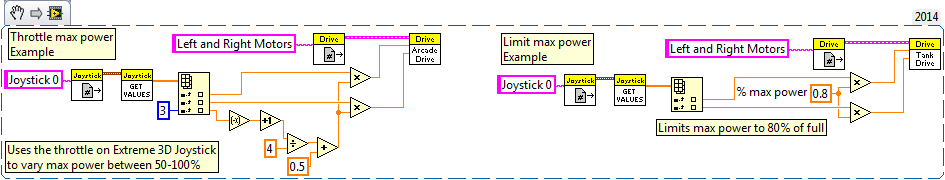 2014
Throttle max power
Example
Left and Right Motors
Drive
Drive
Arcade
Drive
Joystick 0
Joystick
Joystick
GET
VALUES
3
4
0.5
Uses the throttle on Extreme 3D Joystick
to vary max power between 50-100%
Limit max power
Example
Left and Right Motors
Drive
Drive
Tank
Drive
Joystick 0
Joystick
Joystick
GET
VALUES
% max power
0.8
Limits max power to 80% of full